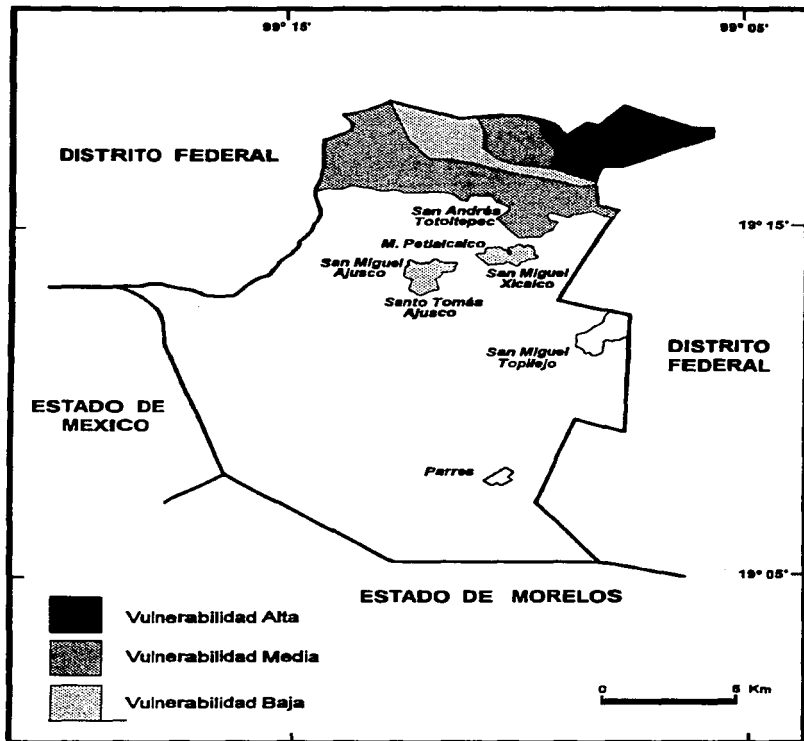 99° 15'
99° 05'
DISTRITO FEDERAL
San Andrés
Totoltepec
19° 15'
M. Petlalcalco
San Miguel
Ajusco
San Miguel
Xicalco
Santo Tomás
Ajusco
San Miguel
Topilejo
DISTRITO
FEDERAL
ESTADO DE
MEXICO
Parres
19° 05'
ESTADO DE MORELOS
Vulnerabilidad Alta
Vulnerabilidad Media
Vulnerabilidad Baja
0 5 Km